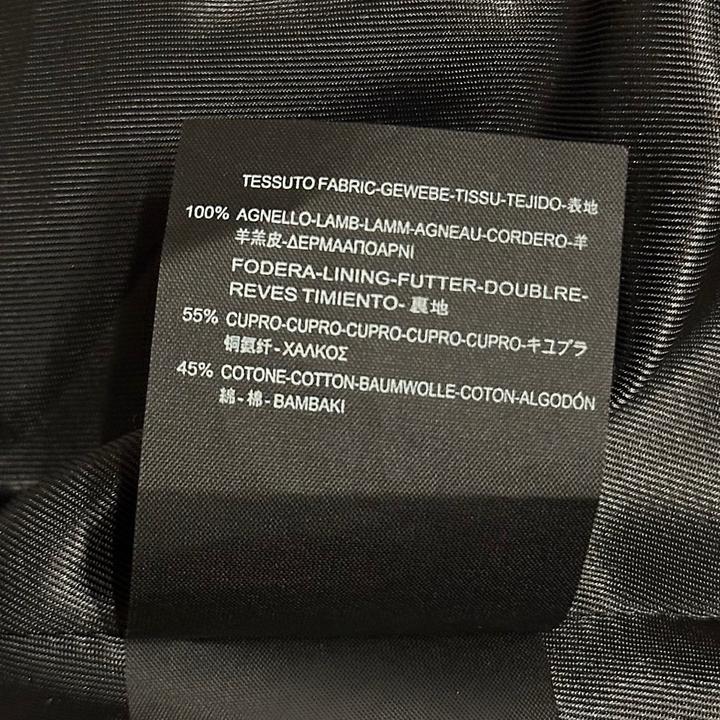 TESSUTO FABRIC-GEWEBE-TISSU-TEJIDO-表地
100% AGNELLO-LAMB-LAMM-AGNEAU-CORDERO-羊
羊羔皮-ΔΕΡΜΑΑΠΟΑΡΝΙ
FODERA-LINING-FUTTER-DOUBLRE-
REVES TIMIENTO- 裏地
55% CUPRO-CUPRO-CUPRO-CUPRO-CUPRO-キユプラ
铜氨纤-ΧΑΛΚΟΣ
45% COTONE-COTTON-BAUMWOLLE-COTON-ALGODÓN
綿-棉-BAMBAKI